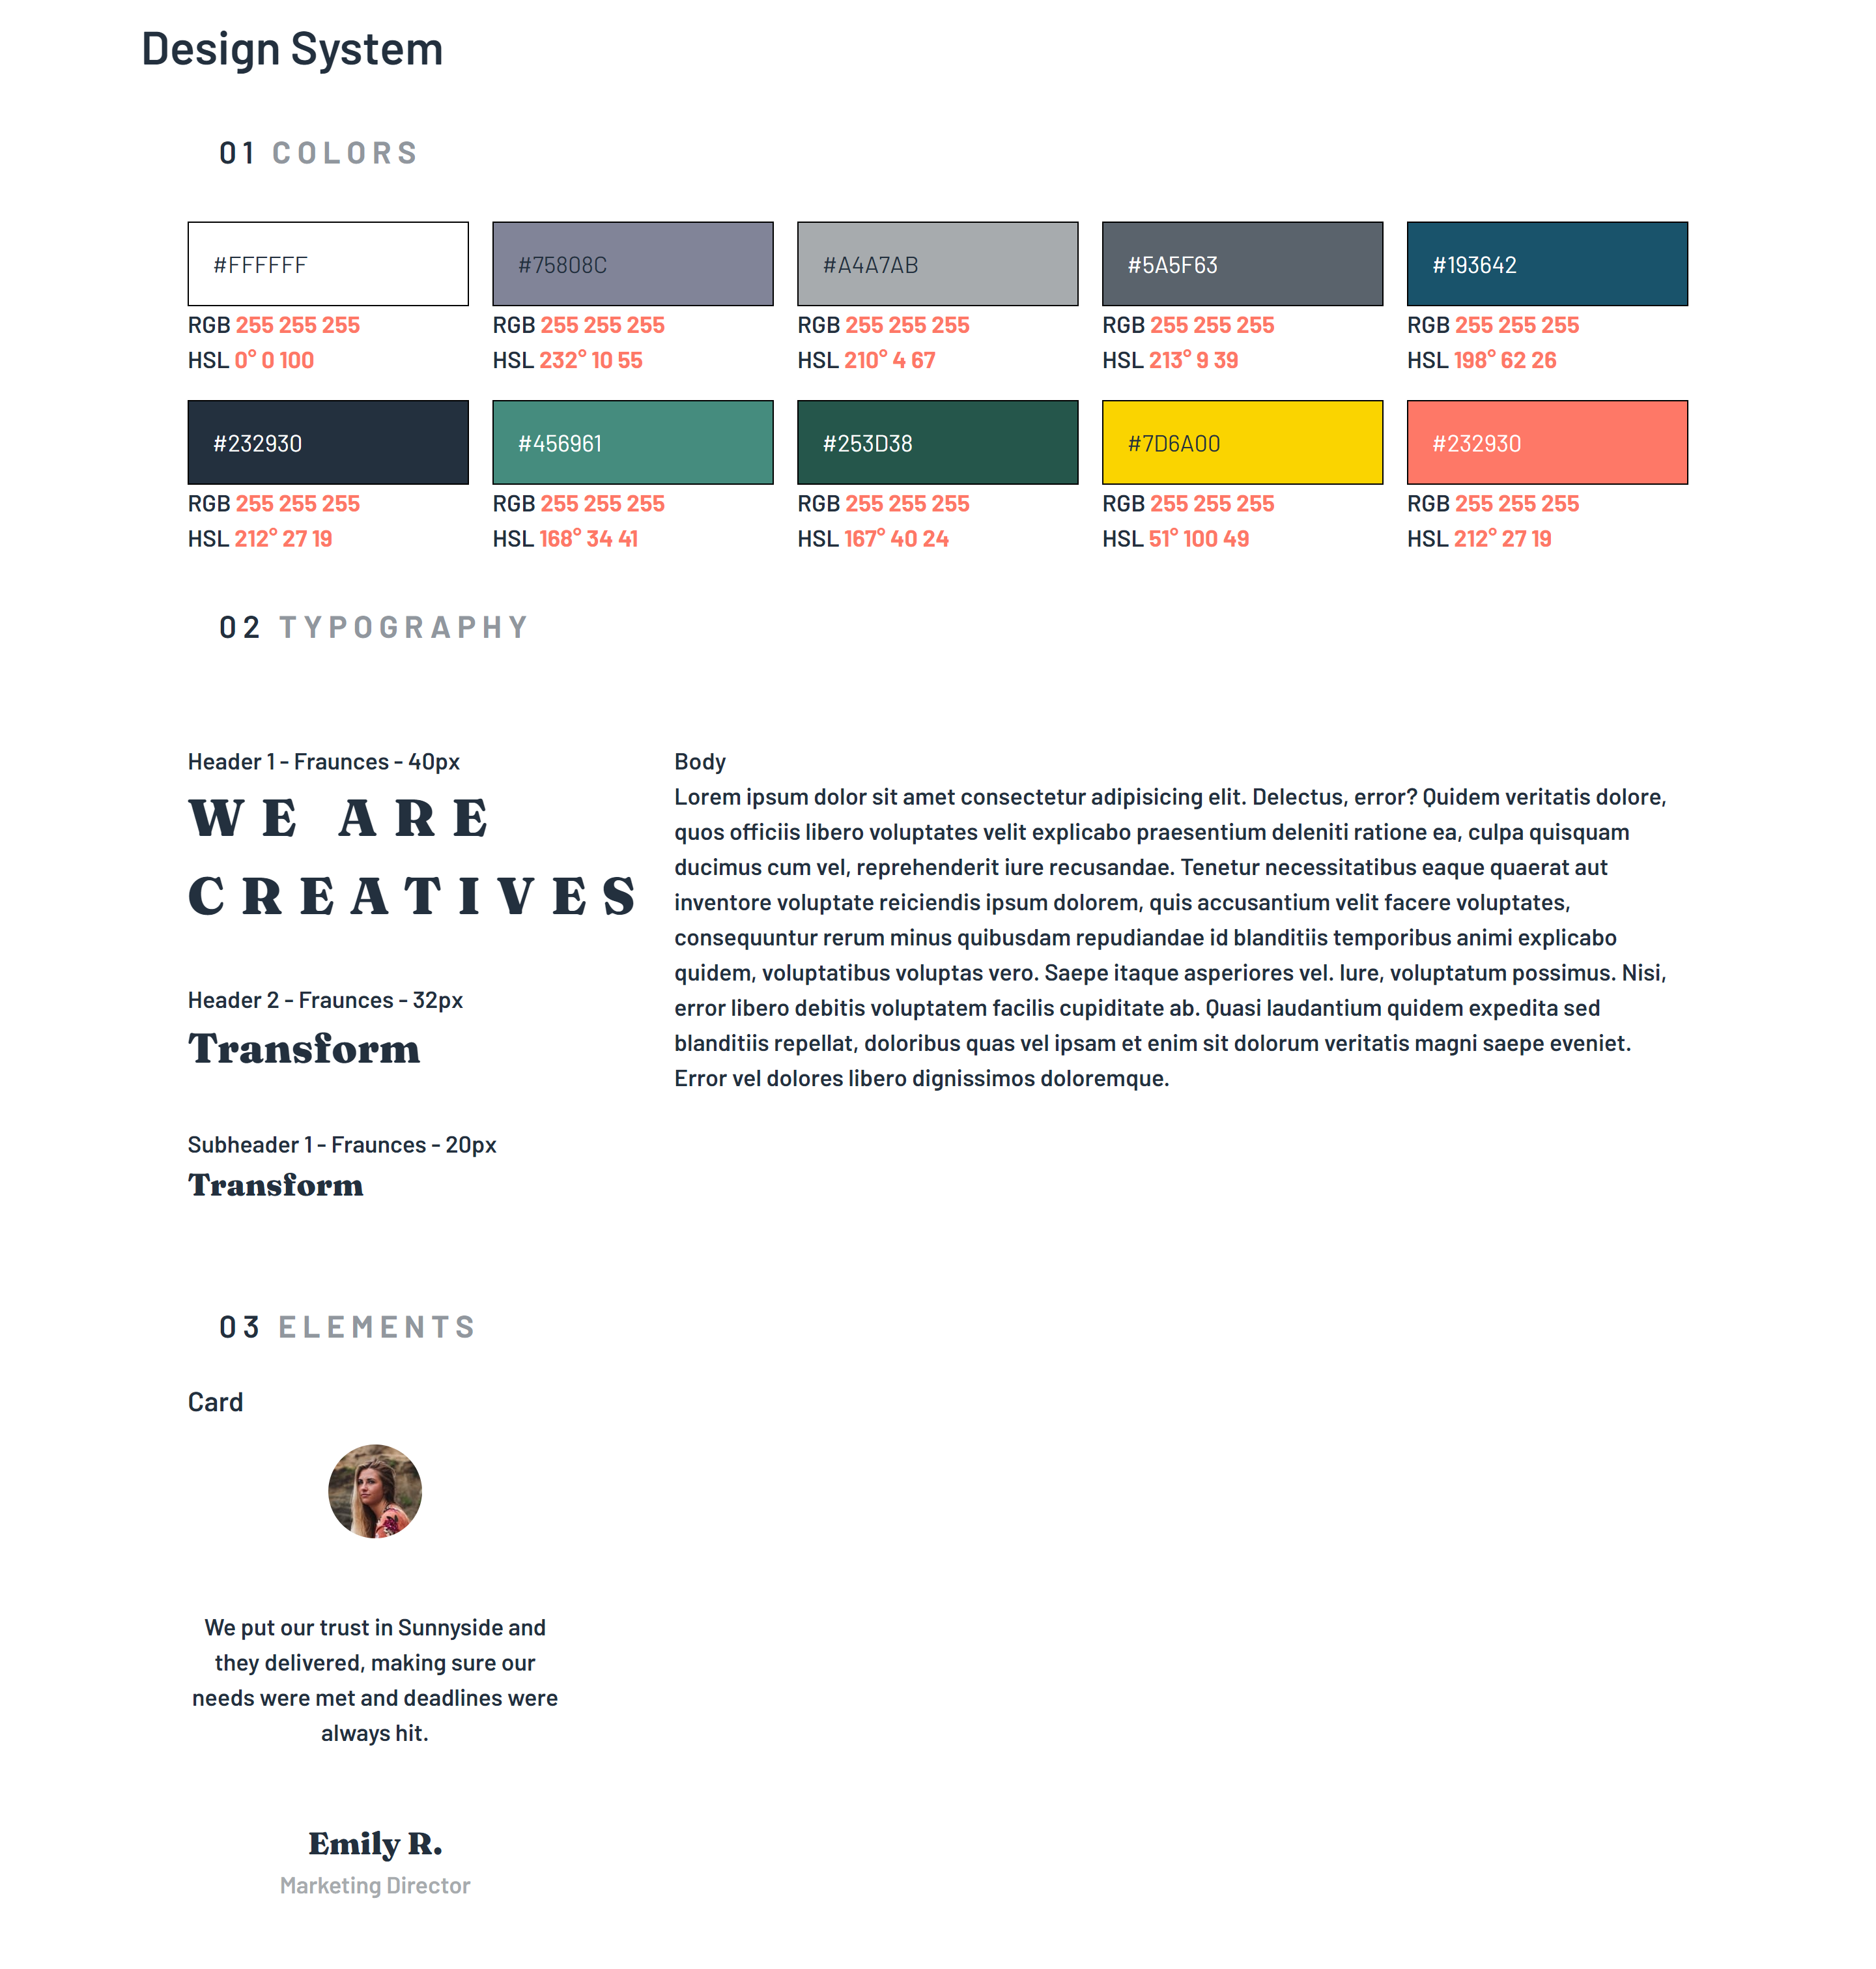 Design System
01 COLORS
#FFFFFF
RGB 255 255 255
HSL 0° 0 100
#75808C
RGB 255 255 255
HSL 232° 10 55
#A4A7AB
RGB 255 255 255
HSL 210° 4 67
#5A5F63
RGB 255 255 255
HSL 213° 9 39
#193642
RGB 255 255 255
HSL 198° 62 26
#232930
RGB 255 255 255
HSL 212° 27 19
#456961
RGB 255 255 255
HSL 168° 34 41
#253D38
RGB 255 255 255
HSL 167° 40 24
#7D6A00
RGB 255 255 255
HSL 51° 100 49
#232930
RGB 255 255 255
HSL 212° 27 19
02 TYPOGRAPHY
Header 1 - Fraunces - 40px
WE ARE
CREATIVES
Header 2 - Fraunces - 32px
Transform
Subheader 1 - Fraunces - 20px
Transform
Body
Lorem ipsum dolor sit amet consectetur adipisicing elit. Delectus, error? Quidem veritatis dolore,
quos officiis libero voluptates velit explicabo praesentium deleniti ratione ea, culpa quisquam
ducimus cum vel, reprehenderit iure recusandae. Tenetur necessitatibus eaque quaerat aut
inventore voluptate reiciendis ipsum dolorem, quis accusantium velit facere voluptates,
consequuntur rerum minus quibusdam repudiandae id blanditiis temporibus animi explicabo
quidem, voluptatibus voluptas vero. Saepe itaque asperiores vel. Iure, voluptatum possimus. Nisi,
error libero debitis voluptatem facilis cupiditate ab. Quasi laudantium quidem expedita sed
blanditiis repellat, doloribus quas vel ipsam et enim sit dolorum veritatis magni saepe eveniet.
Error vel dolores libero dignissimos doloremque.
03 ELEMENTS
Card
We put our trust in Sunnyside and
they delivered, making sure our
needs were met and deadlines were
always hit.
Emily R.
Marketing Director